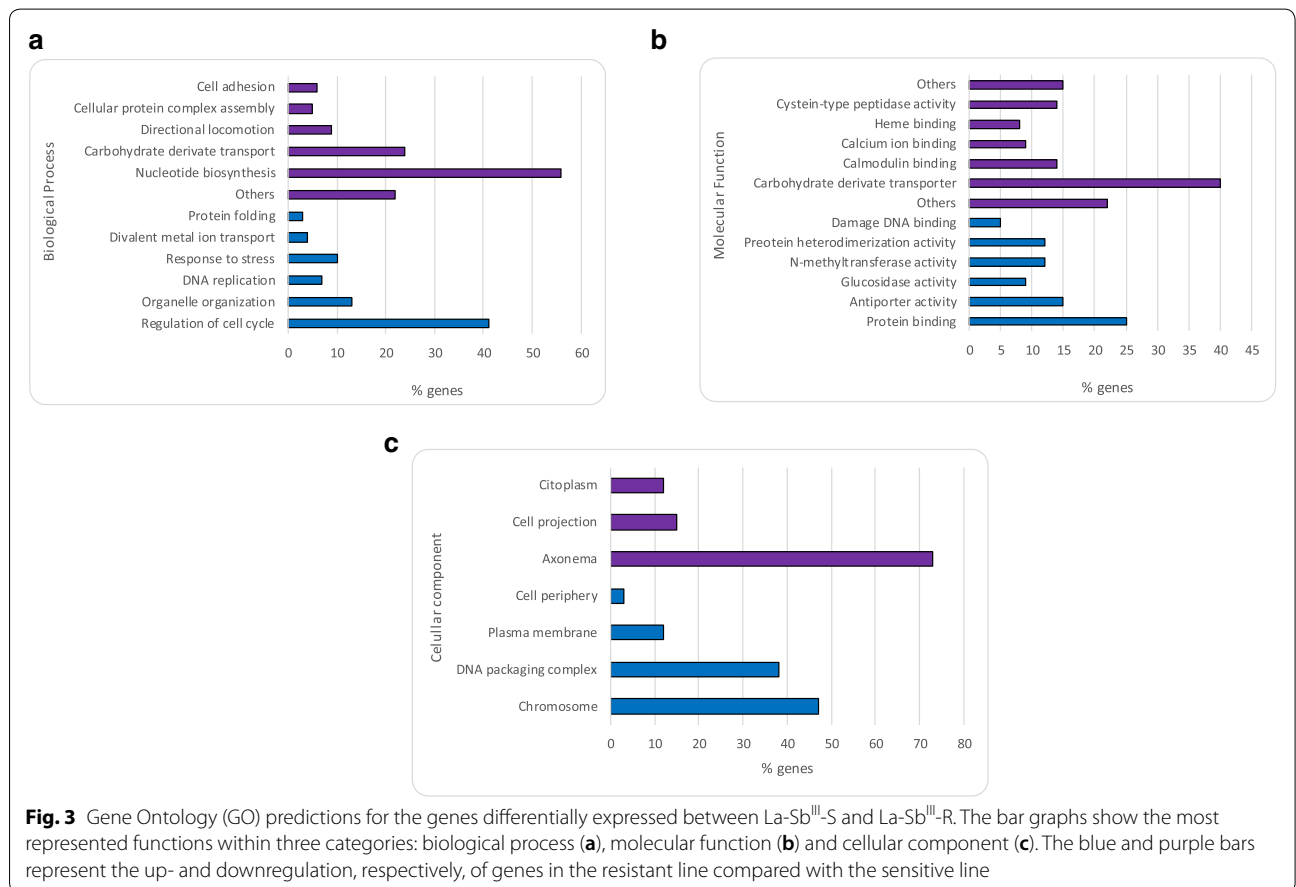 a
Biological Process
Cell adhesion
Cellular protein complex assembly
Directional locomotion
Carbohydrate derivate transport
Nucleotide biosynthesis
Others
Protein folding
Divalent metal ion transport
Response to stress
DNA replication
Organelle organization
Regulation of cell cycle
0 10 20 30 40 50 60
% genes
b
Molecular Function
Others
Cystein-type peptidase activity
Heme binding
Calcium ion binding
Calmodulin binding
Carbohydrate derivate transporter
Others
Damage DNA binding
Preotein heterodimerization activity
N-methyltransferase activity
Glucosidase activity
Antiporter activity
Protein binding
0 5 10 15 20 25 30 35 40 45
% genes
c
Celullar component
Citoplasm
Cell projection
Axonema
Cell periphery
Plasma membrane
DNA packaging complex
Chromosome
0 10 20 30 40 50 60 70 80
% genes
Fig. 3 Gene Ontology (GO) predictions for the genes differentially expressed between La-Sb^III-S and La-Sb^III-R. The bar graphs show the most
represented functions within three categories: biological process (a), molecular function (b) and cellular component (c). The blue and purple bars
represent the up- and downregulation, respectively, of genes in the resistant line compared with the sensitive line